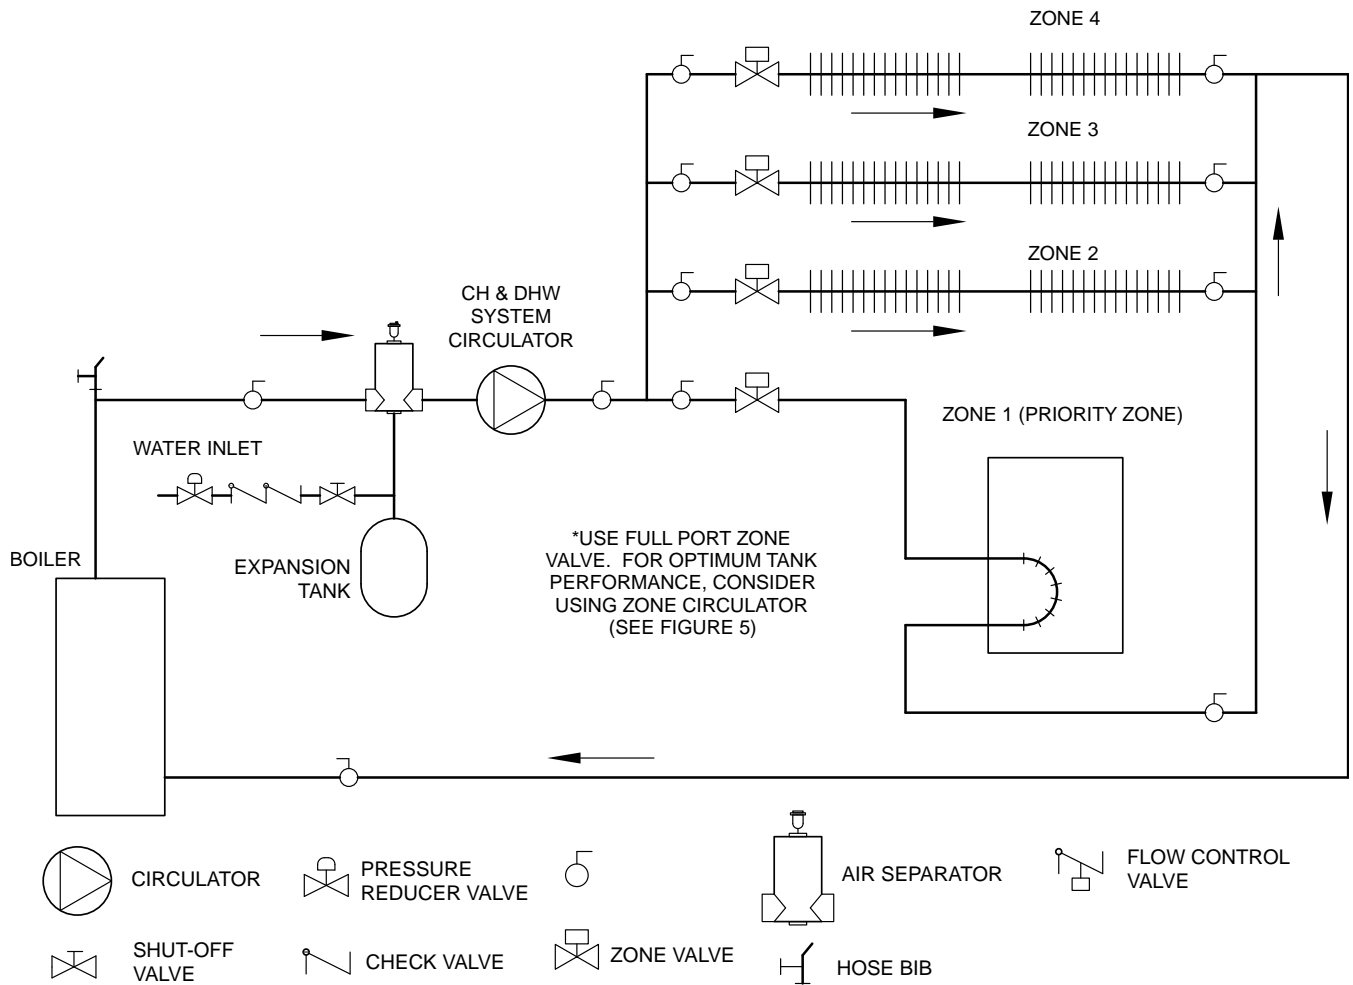 ZONE 4
ZONE 3
ZONE 2
CH & DHW
SYSTEM
CIRCULATOR
ZONE 1 (PRIORITY ZONE)
WATER INLET
*USE FULL PORT ZONE
VALVE. FOR OPTIMUM TANK
PERFORMANCE, CONSIDER
USING ZONE CIRCULATOR
(SEE FIGURE 5)
BOILER
EXPANSION
TANK
CIRCULATOR
PRESSURE
REDUCER VALVE
AIR SEPARATOR
FLOW CONTROL
VALVE
SHUT-OFF
VALVE
CHECK VALVE
ZONE VALVE
HOSE BIB